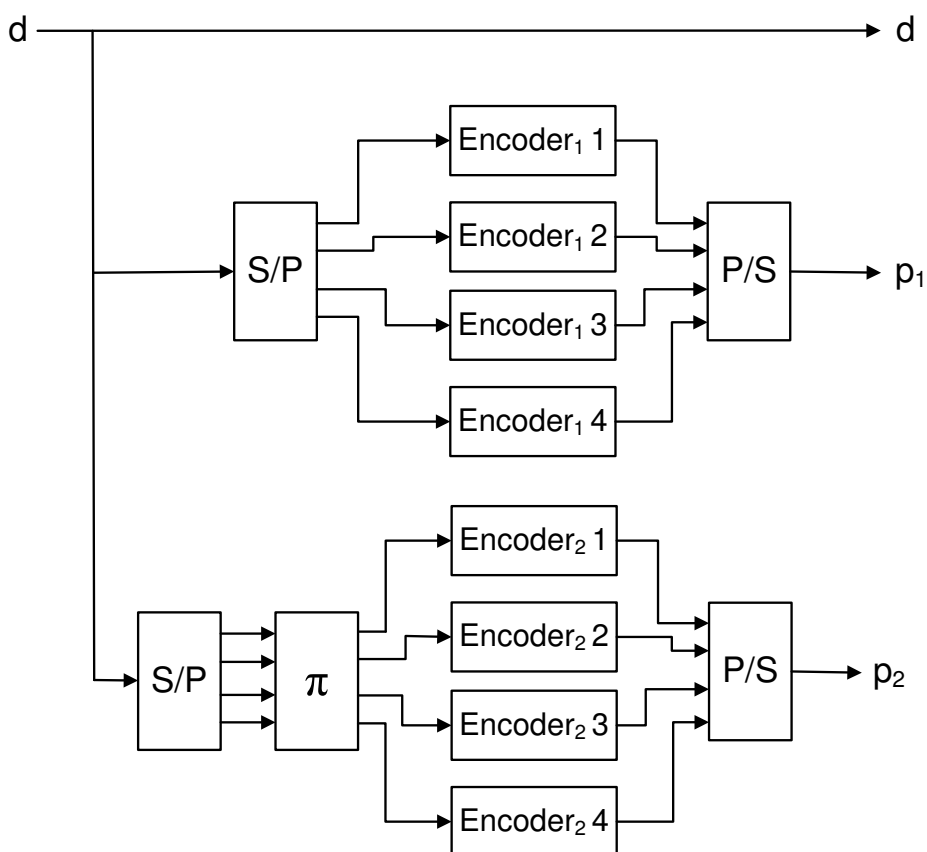 d d
Encoder₁ 1
S/P
Encoder₁ 2
P/S
p₁
Encoder₁ 3
Encoder₁ 4
Encoder₂ 1
S/P
π
Encoder₂ 2
P/S
p₂
Encoder₂ 3
Encoder₂ 4